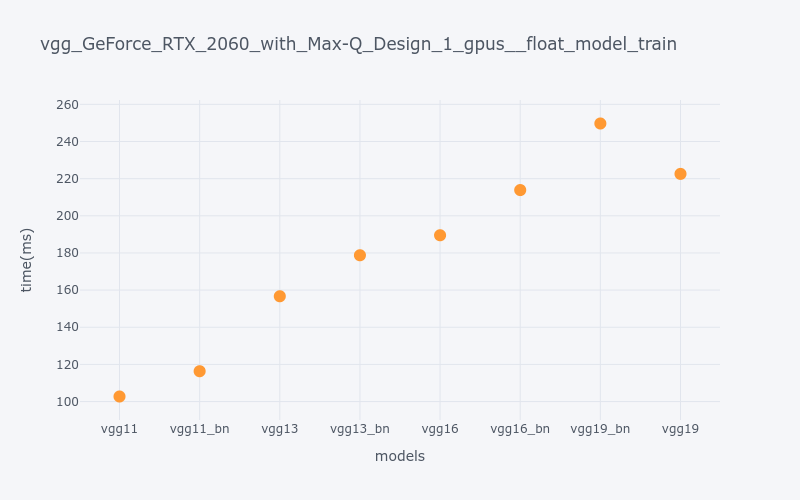 vgg_GeForce_RTX_2060_with_Max-Q_Design_1_gpus__float_model_train
260
240
220
200
180
160
140
120
100
time(ms)
vgg11 vgg11_bn vgg13 vgg13_bn vgg16 vgg16_bn vgg19_bn vgg19
models